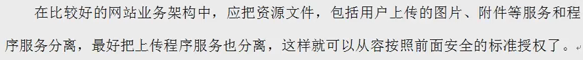 在比较好的网站业务架构中，应把资源文件，包括用户上传的图片、附件等服务和程
序服务分离，最好把上传程序服务也分离，这样就可以从容按照前面安全的标准授权了。